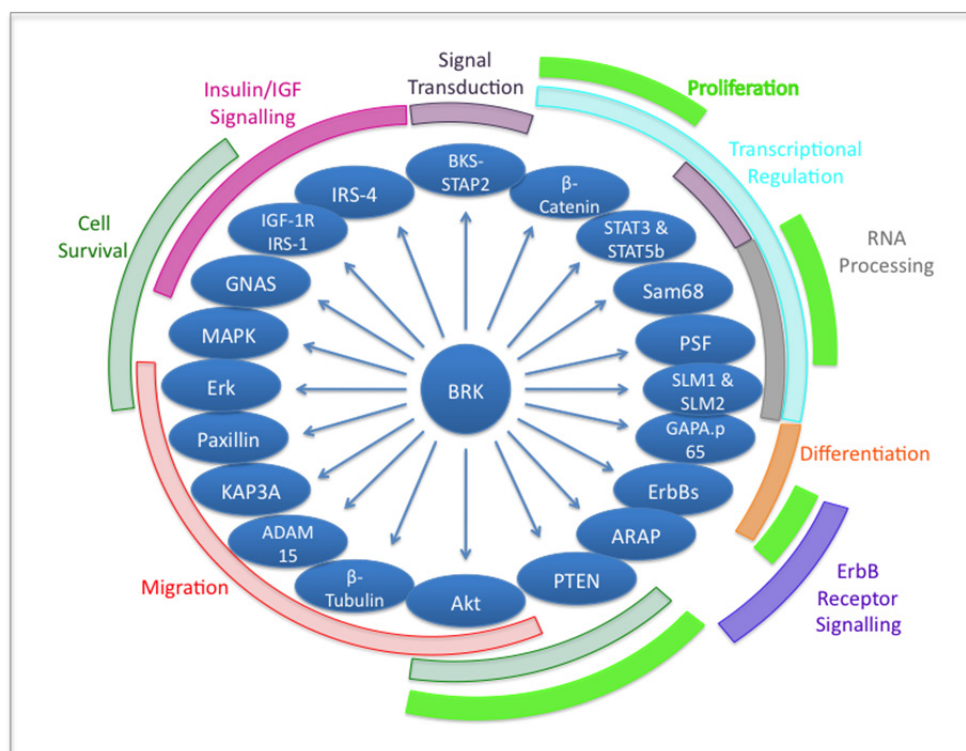 Signal
Transduction
Insulin/IGF
Signalling
Proliferation
Transcriptional
Regulation
Cell
Survival
RNA
Processing
BKS-
STAP2
β-
Catenin
STAT3 &
STAT5b
Sam68
PSF
SLM1 &
SLM2
GAPA.p
65
ErbBs
ARAP
PTEN
Akt
β-
Tubulin
ADAM
15
KAP3A
Paxillin
Erk
MAPK
GNAS
IGF-1R
IRS-1
IRS-4
BRK
Differentiation
ErbB
Receptor
Signalling
Migration